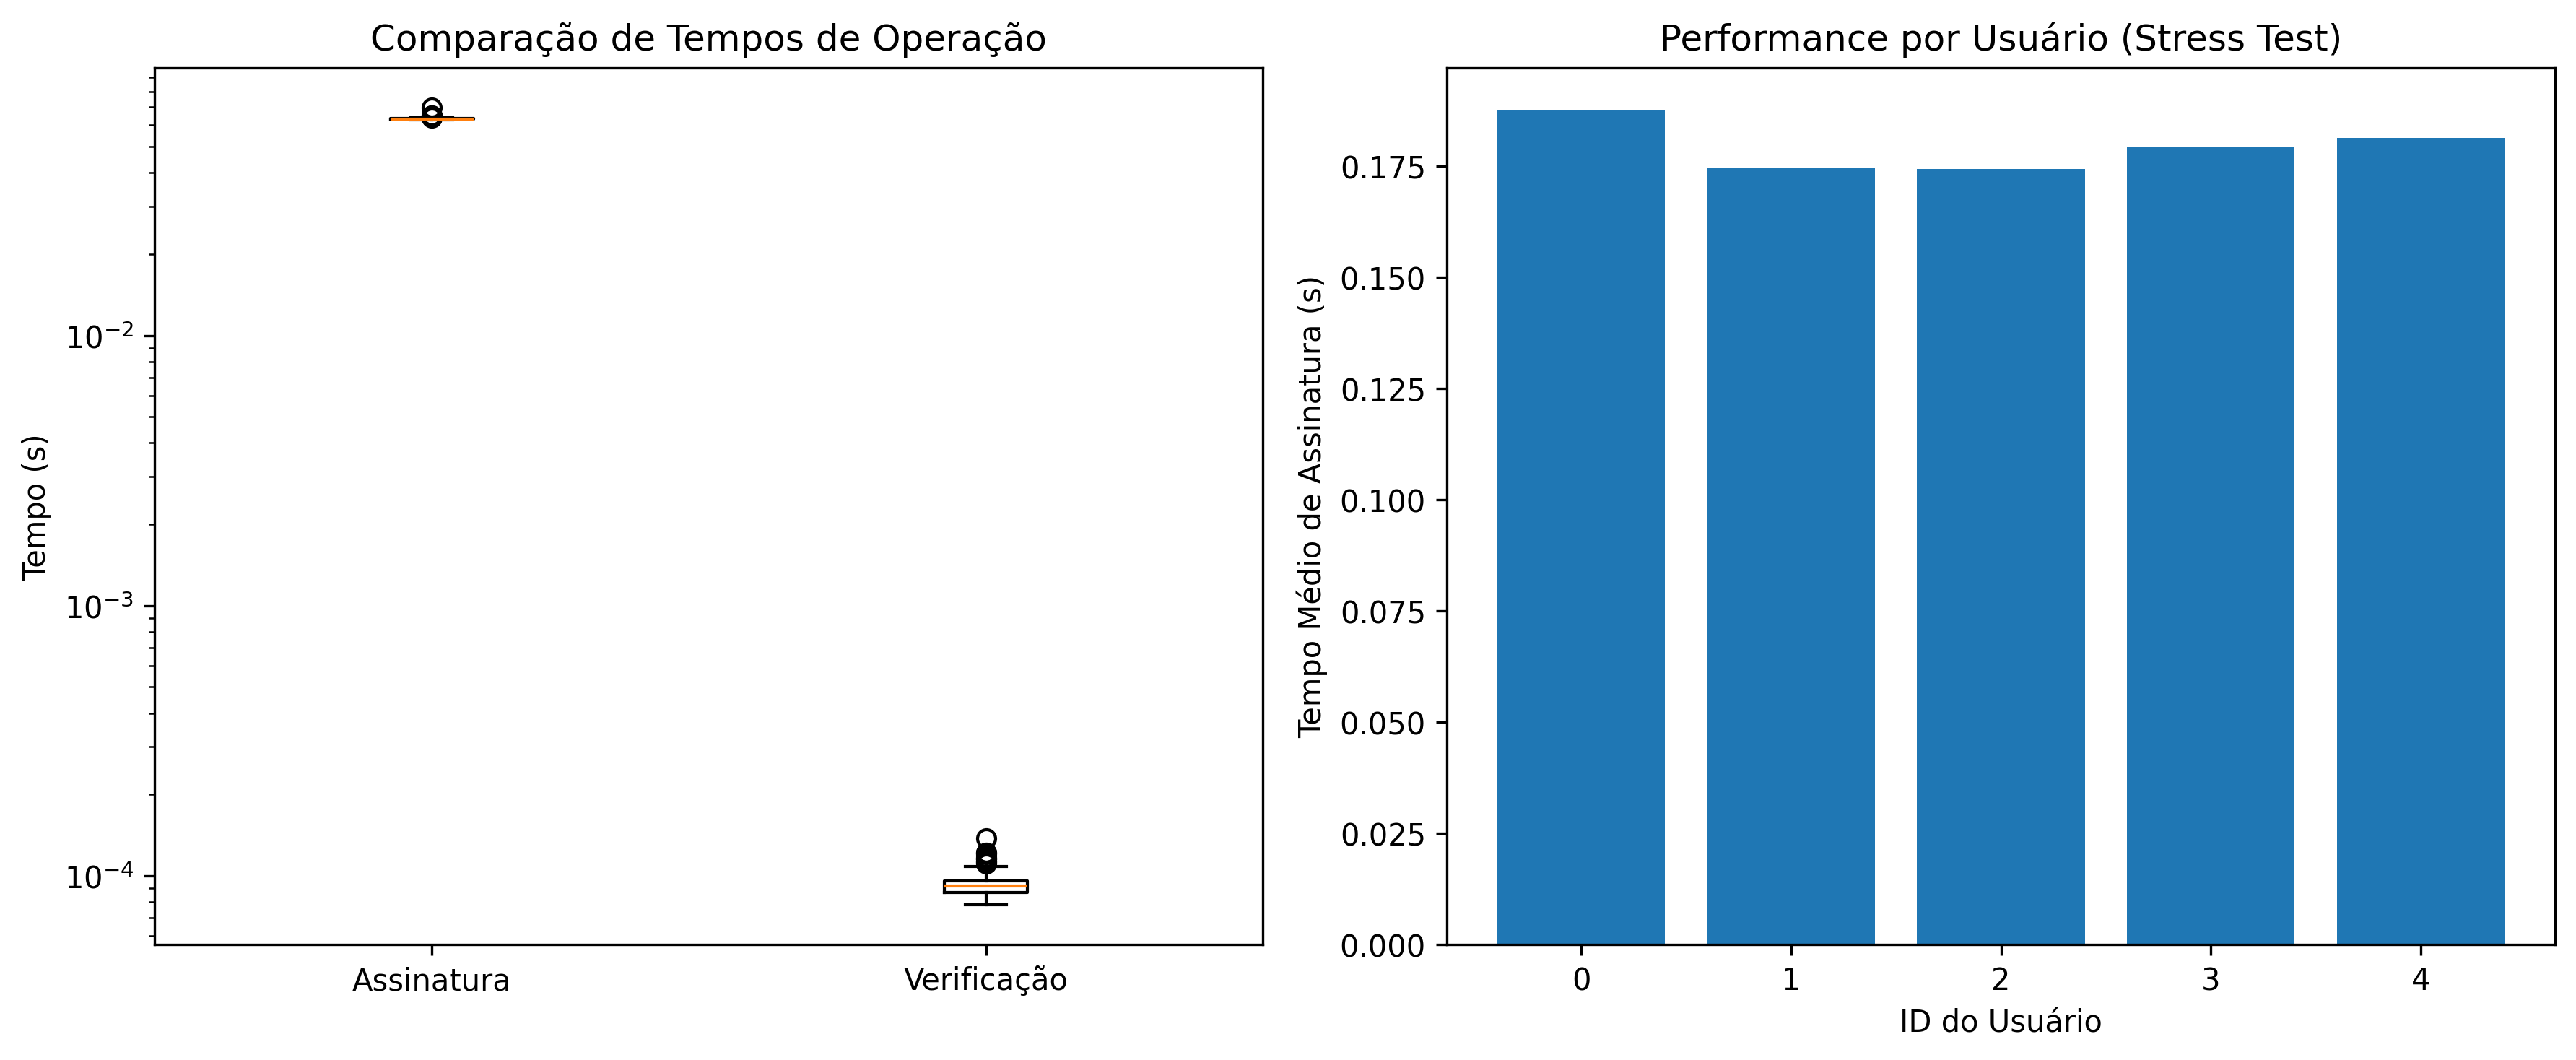 Comparação de Tempos de Operação
Tempo (s)
10⁻²
10⁻³
10⁻⁴
Assinatura
Verificação
Performance por Usuário (Stress Test)
Tempo Médio de Assinatura (s)
0.175
0.150
0.125
0.100
0.075
0.050
0.025
0.000
0 1 2 3 4
ID do Usuário